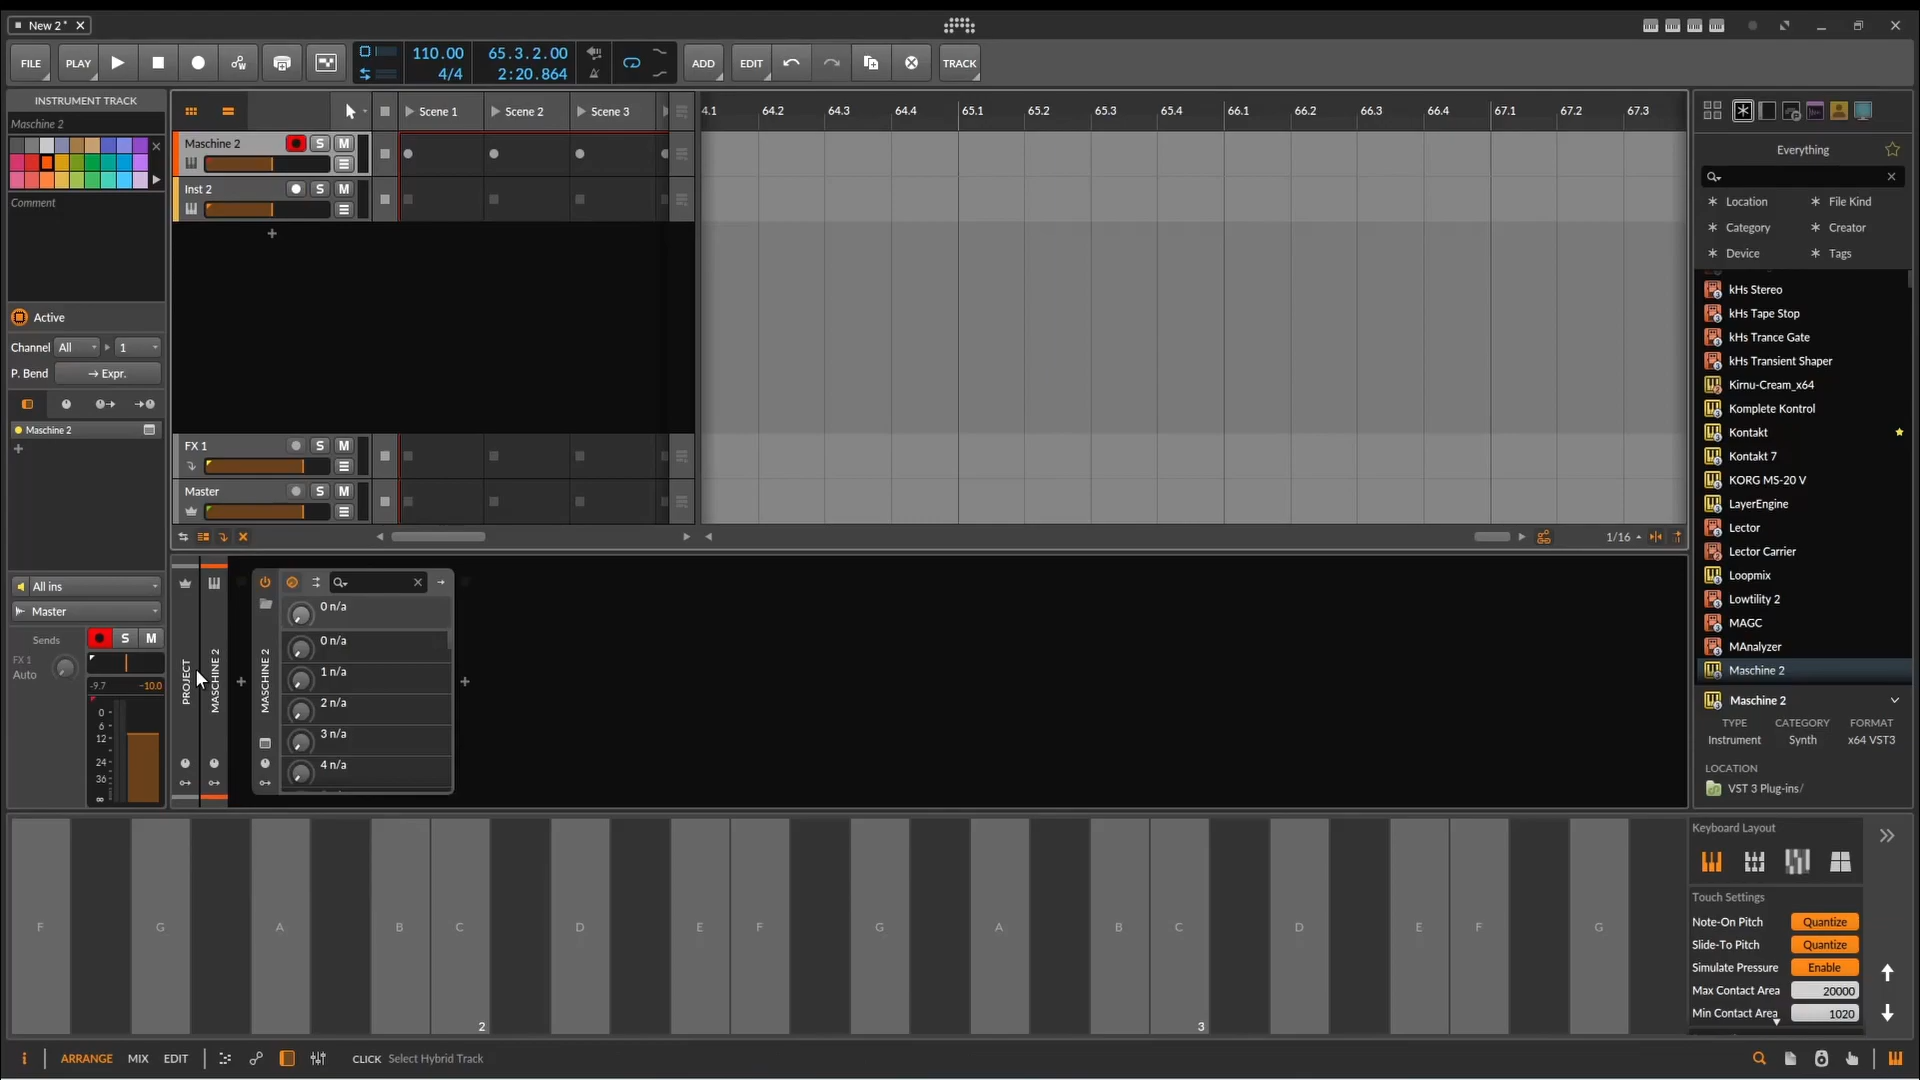 New 2 *
FILE PLAY 110.00 4/4 65.3.2.00 2:20.864 ADD EDIT TRACK
INSTRUMENT TRACK
Maschine 2
Comment
Active
Channel All 1
P. Bend → Expr.
Maschine 2
All ins
Master
Sends S M
FX 1
Auto
-9.7 -10.0
0
6
12
24
36
∞
Scene 1 Scene 2 Scene 3
Maschine 2 S M
Inst 2 S M
+
FX 1 S M
Master S M
4.1 64.2 64.3 64.4 65.1 65.2 65.3 65.4 66.1 66.2 66.3 66.4 67.1 67.2 67.3
1/16
PROJECT
MASCHINE 2
MASCHINE 2
0 n/a
0 n/a
1 n/a
2 n/a
3 n/a
4 n/a
Everything
Location File Kind
Category Creator
Device Tags
kHs Stereo
kHs Tape Stop
kHs Trance Gate
kHs Transient Shaper
Kirnu-Cream_x64
Komplete Kontrol
Kontakt
Kontakt 7
KORG MS-20 V
LayerEngine
Lector
Lector Carrier
Loopmix
Lowtility 2
MAGC
MAnalyzer
Maschine 2
Maschine 2
TYPE CATEGORY FORMAT
Instrument Synth x64 VST3
LOCATION
VST 3 Plug-ins/
F G A B C D E F G A B C D E F G
2 3
Keyboard Layout
Touch Settings
Note-On Pitch Quantize
Slide-To Pitch Quantize
Simulate Pressure Enable
Max Contact Area 20000
Min Contact Area 1020
i ARRANGE MIX EDIT CLICK Select Hybrid Track